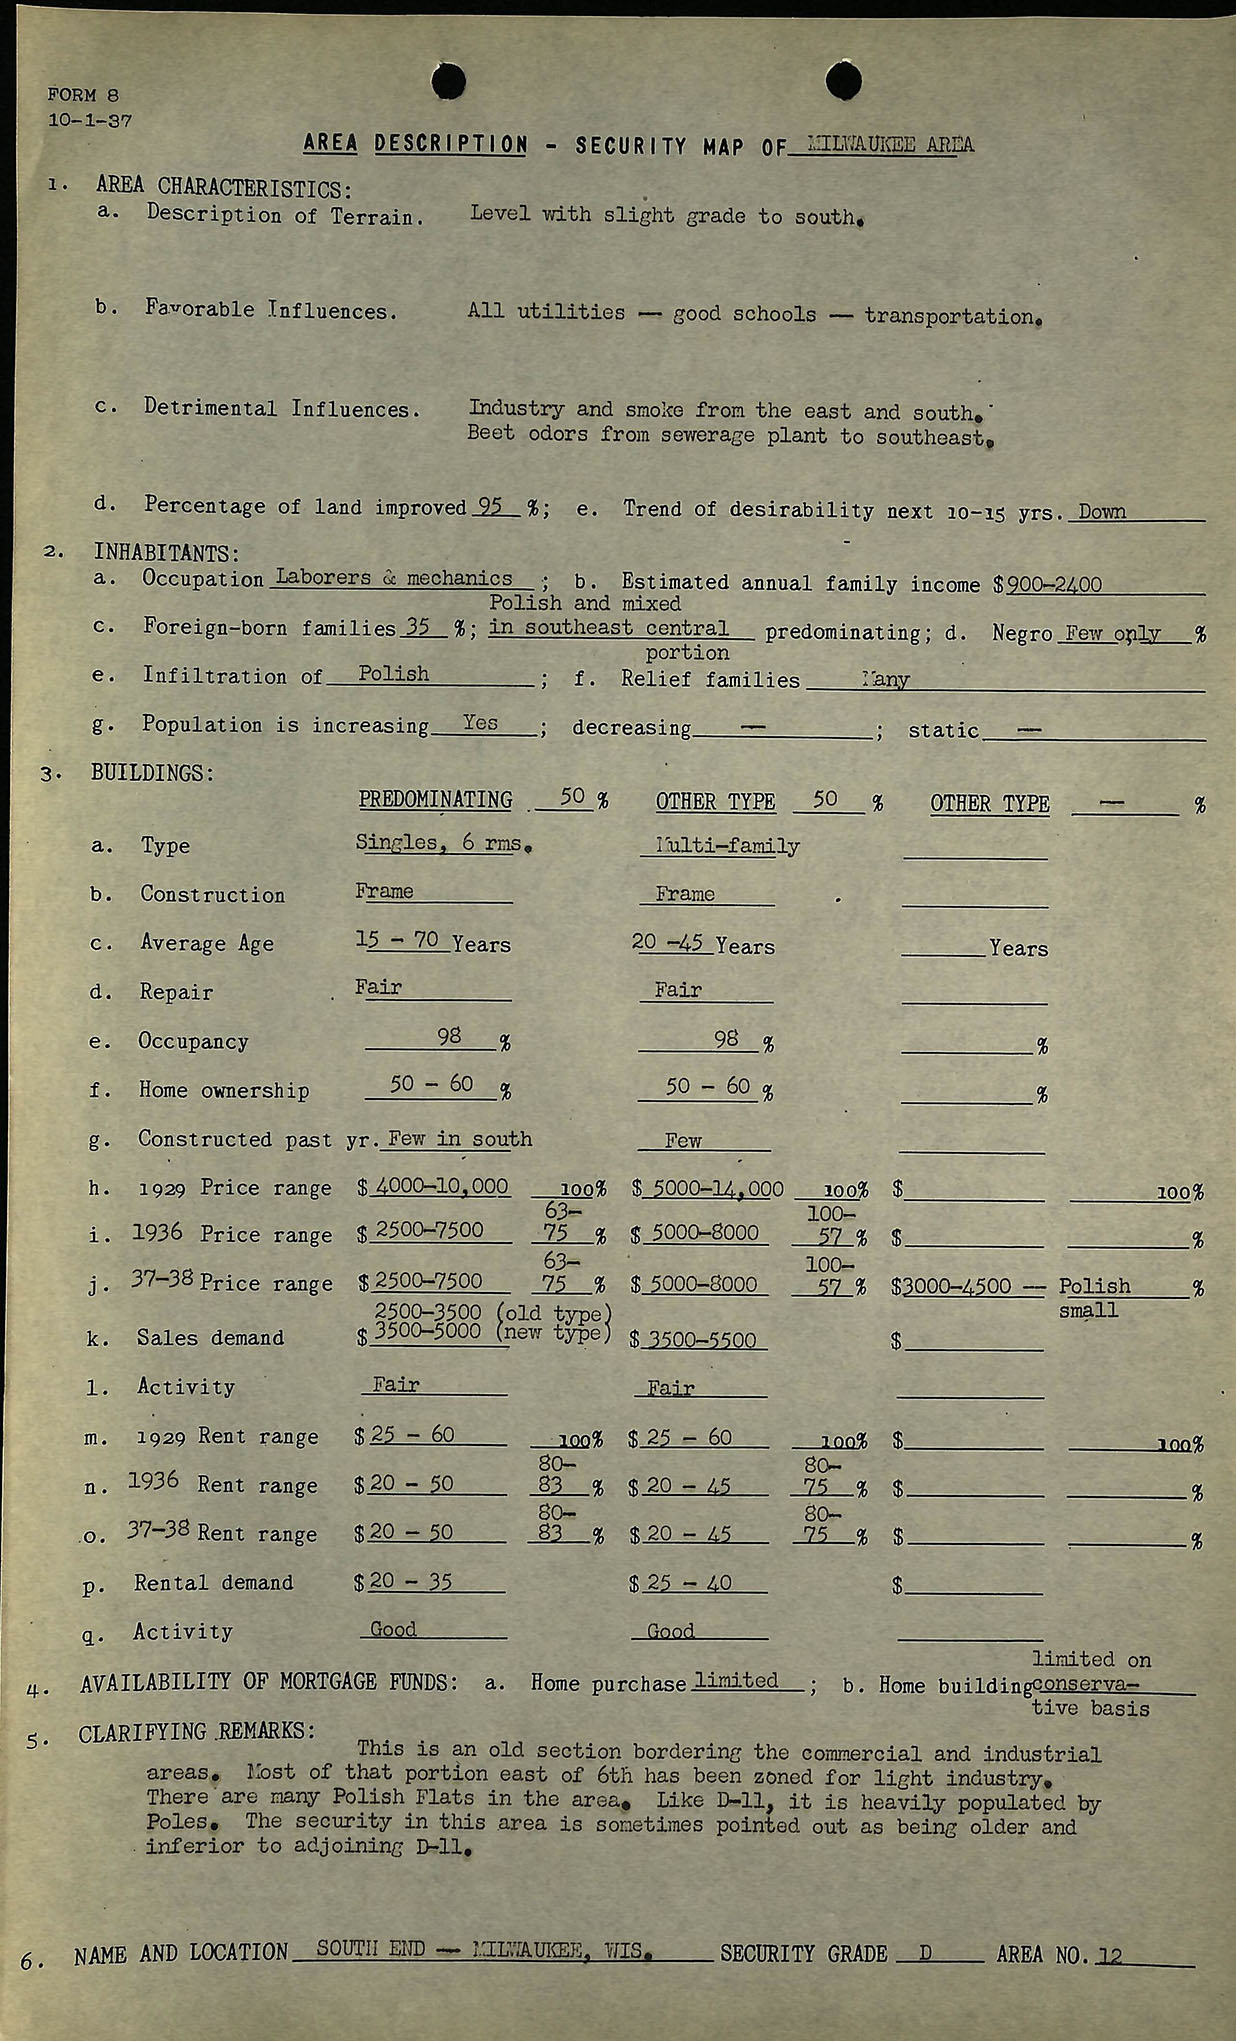 FORM 8
10-1-37
AREA DESCRIPTION - SECURITY MAP OF MILWAUKEE AREA
1. AREA CHARACTERISTICS:
a. Description of Terrain. Level with slight grade to south.
b. Favorable Influences. All utilities — good schools — transportation.
c. Detrimental Influences. Industry and smoke from the east and south.
Beet odors from sewerage plant to southeast.
d. Percentage of land improved 95 %; e. Trend of desirability next 10-15 yrs. Down
2. INHABITANTS:
a. Occupation Laborers & mechanics ; b. Estimated annual family income $900-2400
Polish and mixed
c. Foreign-born families 35 %; in southeast central predominating; d. Negro Few only %
portion
e. Infiltration of Polish ; f. Relief families Many
g. Population is increasing Yes ; decreasing — ; static —
3. BUILDINGS:
PREDOMINATING 50 % OTHER TYPE 50 % OTHER TYPE — %
a. Type Singles, 6 rms. Multi-family
b. Construction Frame Frame
c. Average Age 15 - 70 Years 20 -45 Years Years
d. Repair Fair Fair
e. Occupancy 98 % 98 % %
f. Home ownership 50 - 60 % 50 - 60 % %
g. Constructed past yr. Few in south Few
h. 1929 Price range $ 4000-10,000 100% $ 5000-14,000 100% $ 100%
63- 100-
i. 1936 Price range $ 2500-7500 75 % $ 5000-8000 57 % $ %
63- 100-
j. 37-38 Price range $ 2500-7500 75 % $ 5000-8000 57 % $3000-4500 — Polish %
2500-3500 (old type) small
k. Sales demand $ 3500-5000 (new type) $ 3500-5500 $
l. Activity Fair Fair
m. 1929 Rent range $ 25 - 60 100% $ 25 - 60 100% $ 100%
80- 80-
n. 1936 Rent range $ 20 - 50 83 % $ 20 - 45 75 % $ %
80- 80-
o. 37-38 Rent range $ 20 - 50 83 % $ 20 - 45 75 % $ %
p. Rental demand $ 20 - 35 $ 25 - 40 $
q. Activity Good Good
limited on
4. AVAILABILITY OF MORTGAGE FUNDS: a. Home purchase limited ; b. Home building conserva-
tive basis
5. CLARIFYING REMARKS:
This is an old section bordering the commercial and industrial
areas. Most of that portion east of 6th has been zoned for light industry.
There are many Polish Flats in the area. Like D-11, it is heavily populated by
Poles. The security in this area is sometimes pointed out as being older and
inferior to adjoining D-11.
6. NAME AND LOCATION SOUTH END — MILWAUKEE, WIS. SECURITY GRADE D AREA NO. 12